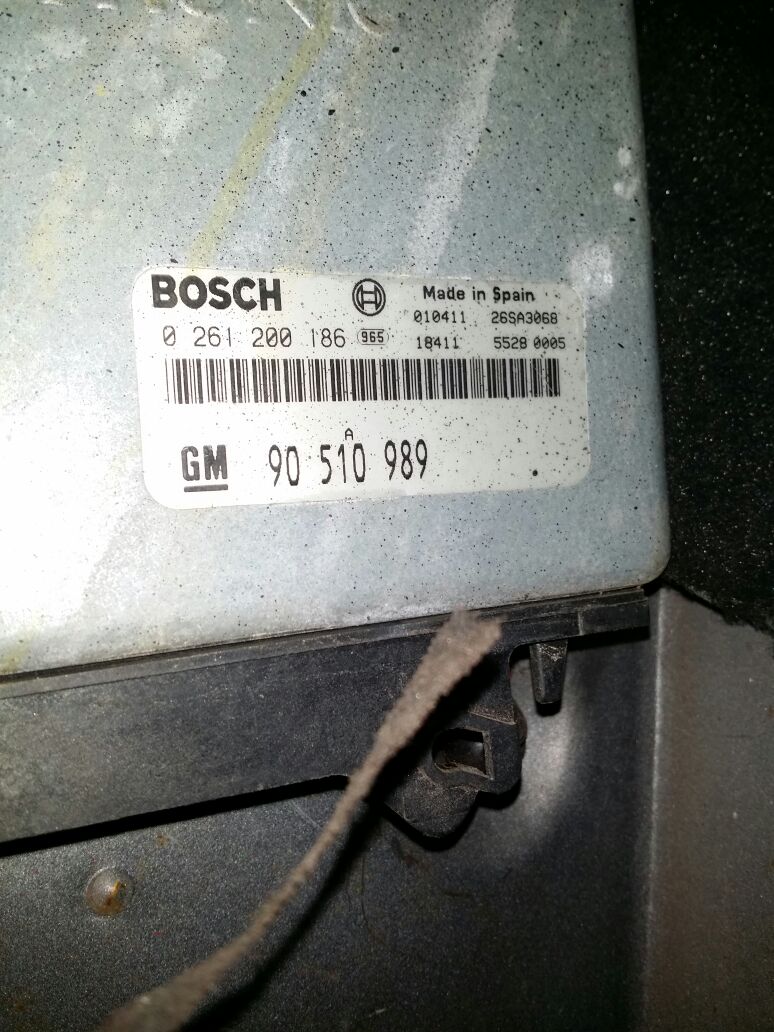 BOSCH
Made in Spain
010411 26SA3068
0 261 200 186 965
18411 5528 0005
A
GM 90 510 989